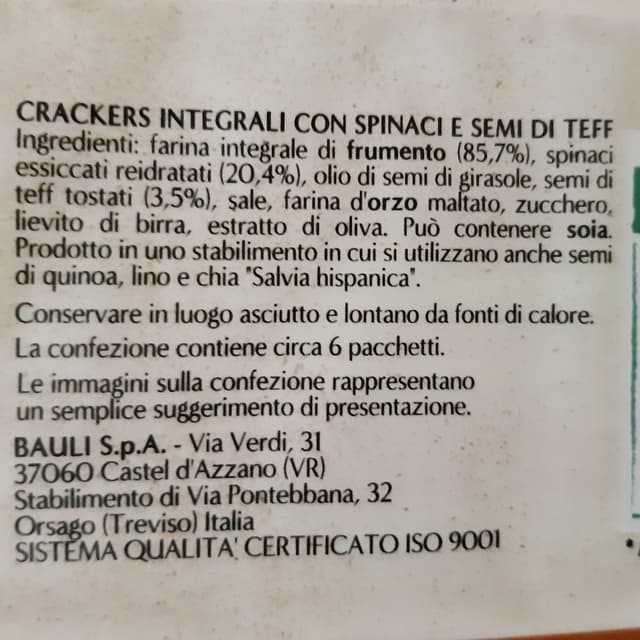 CRACKERS INTEGRALI CON SPINACI E SEMI DI TEFF
Ingredienti: farina integrale di frumento (85,7%), spinaci
essiccati reidratati (20,4%), olio di semi di girasole, semi di
teff tostati (3,5%), sale, farina d'orzo maltato, zucchero,
lievito di birra, estratto di oliva. Può contenere soia.
Prodotto in uno stabilimento in cui si utilizzano anche semi
di quinoa, lino e chia "Salvia hispanica".
Conservare in luogo asciutto e lontano da fonti di calore.
La confezione contiene circa 6 pacchetti.
Le immagini sulla confezione rappresentano
un semplice suggerimento di presentazione.
BAULI S.p.A. - Via Verdi, 31
37060 Castel d'Azzano (VR)
Stabilimento di Via Pontebbana, 32
Orsago (Treviso) Italia
SISTEMA QUALITA' CERTIFICATO ISO 9001